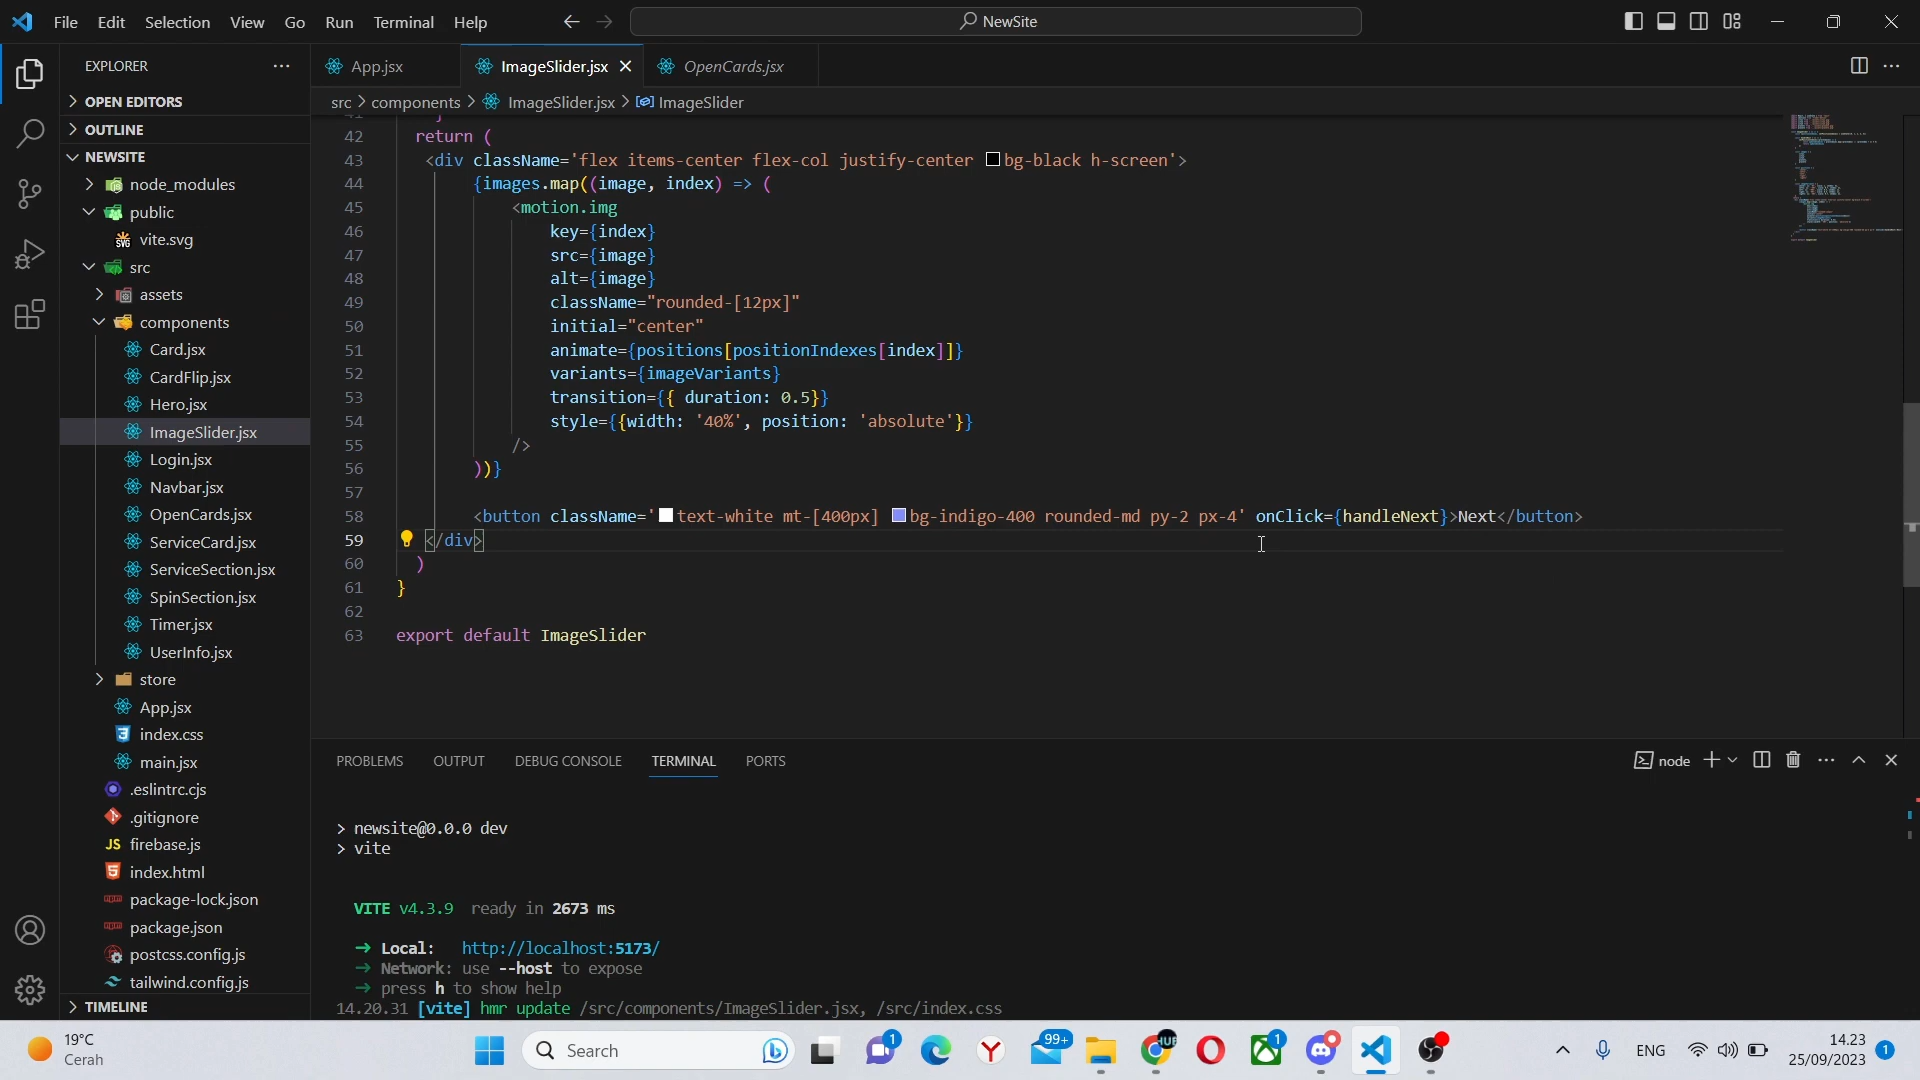 File Edit Selection View Go Run Terminal Help
NewSite
EXPLORER
OPEN EDITORS
OUTLINE
NEWSITE
node_modules
public
vite.svg
src
assets
components
Card.jsx
CardFlip.jsx
Hero.jsx
ImageSlider.jsx
Login.jsx
Navbar.jsx
OpenCards.jsx
ServiceCard.jsx
ServiceSection.jsx
SpinSection.jsx
Timer.jsx
UserInfo.jsx
store
App.jsx
index.css
main.jsx
.eslintrc.cjs
.gitignore
firebase.js
index.html
package-lock.json
package.json
postcss.config.js
tailwind.config.js
TIMELINE
App.jsx ImageSlider.jsx OpenCards.jsx
src > components > ImageSlider.jsx > ImageSlider
42 return (
43 <div className='flex items-center flex-col justify-center bg-black h-screen'>
44 {images.map((image, index) => (
45 <motion.img
46 key={index}
47 src={image}
48 alt={image}
49 className="rounded-[12px]"
50 initial="center"
51 animate={positions[positionIndexes[index]]}
52 variants={imageVariants}
53 transition={{ duration: 0.5}}
54 style={{width: '40%', position: 'absolute'}}
55 />
56 ))}
57
58 <button className='text-white mt-[400px] bg-indigo-400 rounded-md py-2 px-4' onClick={handleNext}>Next</button>
59 </div>
60 )
61 }
62
63 export default ImageSlider
PROBLEMS OUTPUT DEBUG CONSOLE TERMINAL PORTS
node
> newsite@0.0.0 dev
> vite
VITE v4.3.9 ready in 2673 ms
➜ Local: http://localhost:5173/
➜ Network: use --host to expose
➜ press h to show help
14.20.31 [vite] hmr update /src/components/ImageSlider.jsx, /src/index.css
19°C
Cerah
Search
1
99+
1
ENG
14.23
25/09/2023
1